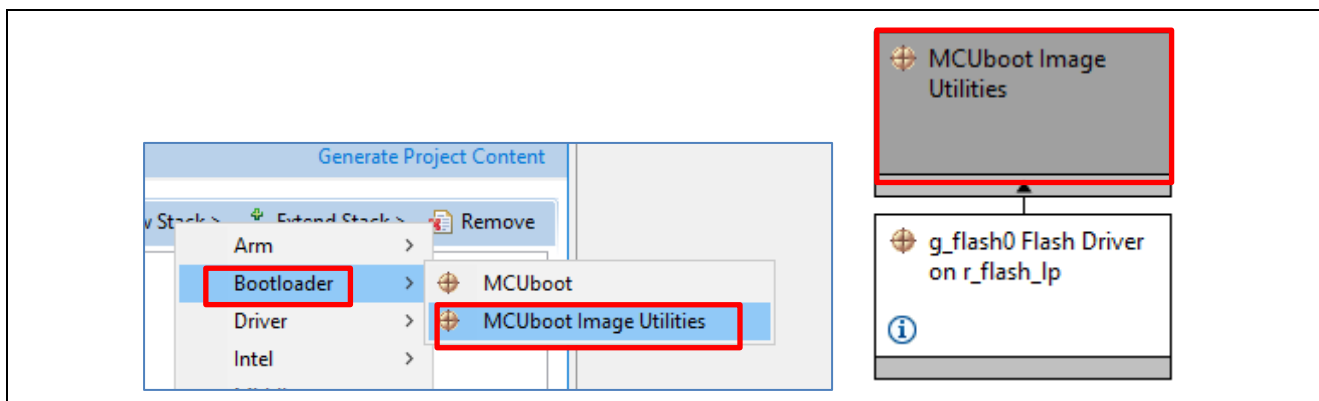 Generate Project Content
Stack > Extend Stack > Remove
Arm >
Bootloader >
Driver >
Intel >
MCUboot
MCUboot Image Utilities
MCUboot Image
Utilities
g_flash0 Flash Driver
on r_flash_lp